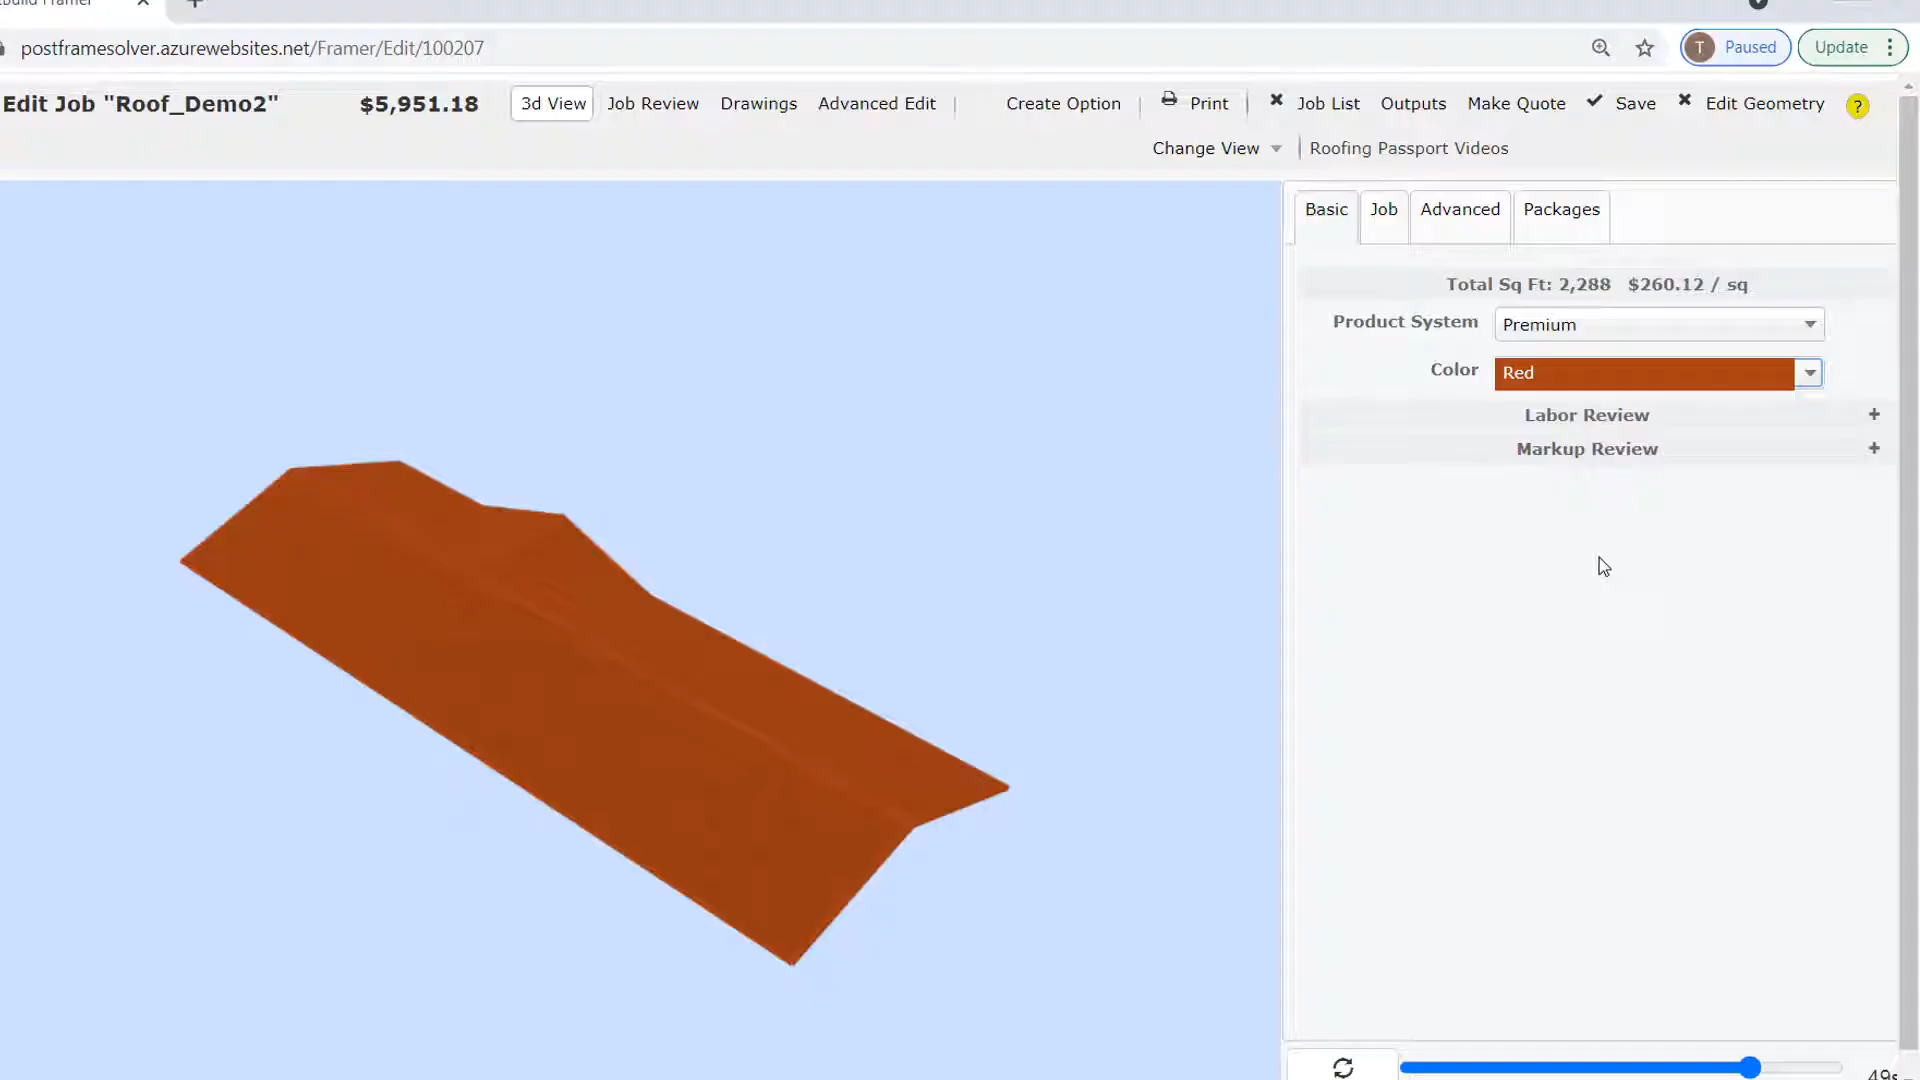 postframesolver.azurewebsites.net/Framer/Edit/100207
T Paused Update
Edit Job "Roof_Demo2" $5,951.18 3d View Job Review Drawings Advanced Edit Create Option Print Job List Outputs Make Quote Save Edit Geometry ?
Change View Roofing Passport Videos
Basic Job Advanced Packages
Total Sq Ft: 2,288 $260.12 / sq
Product System Premium
Color Red
Labor Review +
Markup Review +